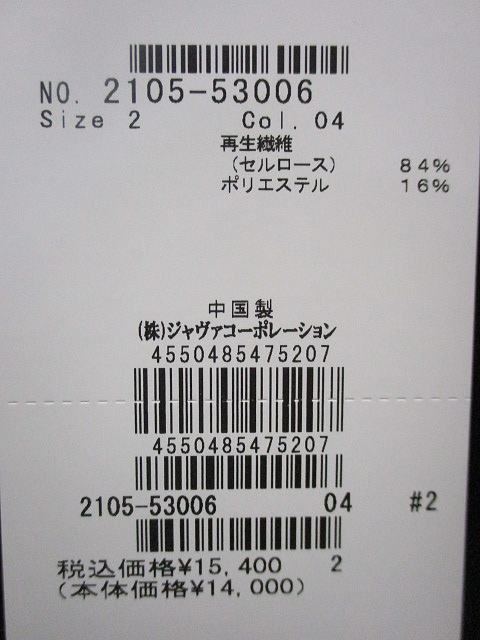 NO. 2105-53006
Size 2 Col. 04
再生繊維
(セルロース) 84%
ポリエステル 16%
中国製
(株)ジャヴァコーポレーション
4550485475207
4550485475207
2105-53006 04 #2
税込価格¥15,400 2
(本体価格¥14,000)